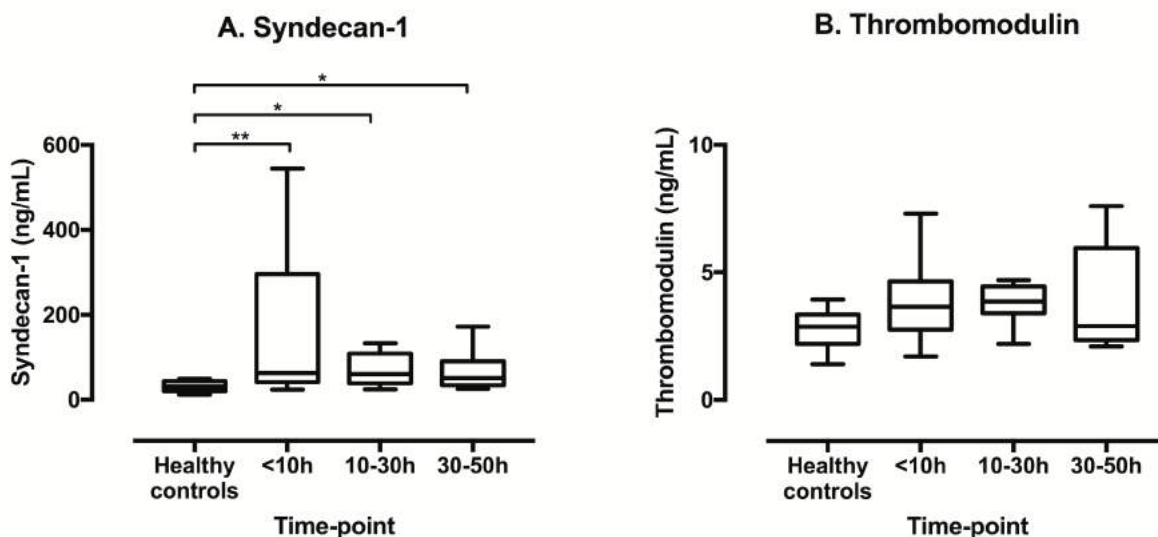 A. Syndecan-1
*
*
**
600
400
200
0
Syndecan-1 (ng/mL)
Healthy controls
<10h
10-30h
30-50h
Time-point
B. Thrombomodulin
10
5
0
Thrombomodulin (ng/mL)
Healthy controls
<10h
10-30h
30-50h
Time-point